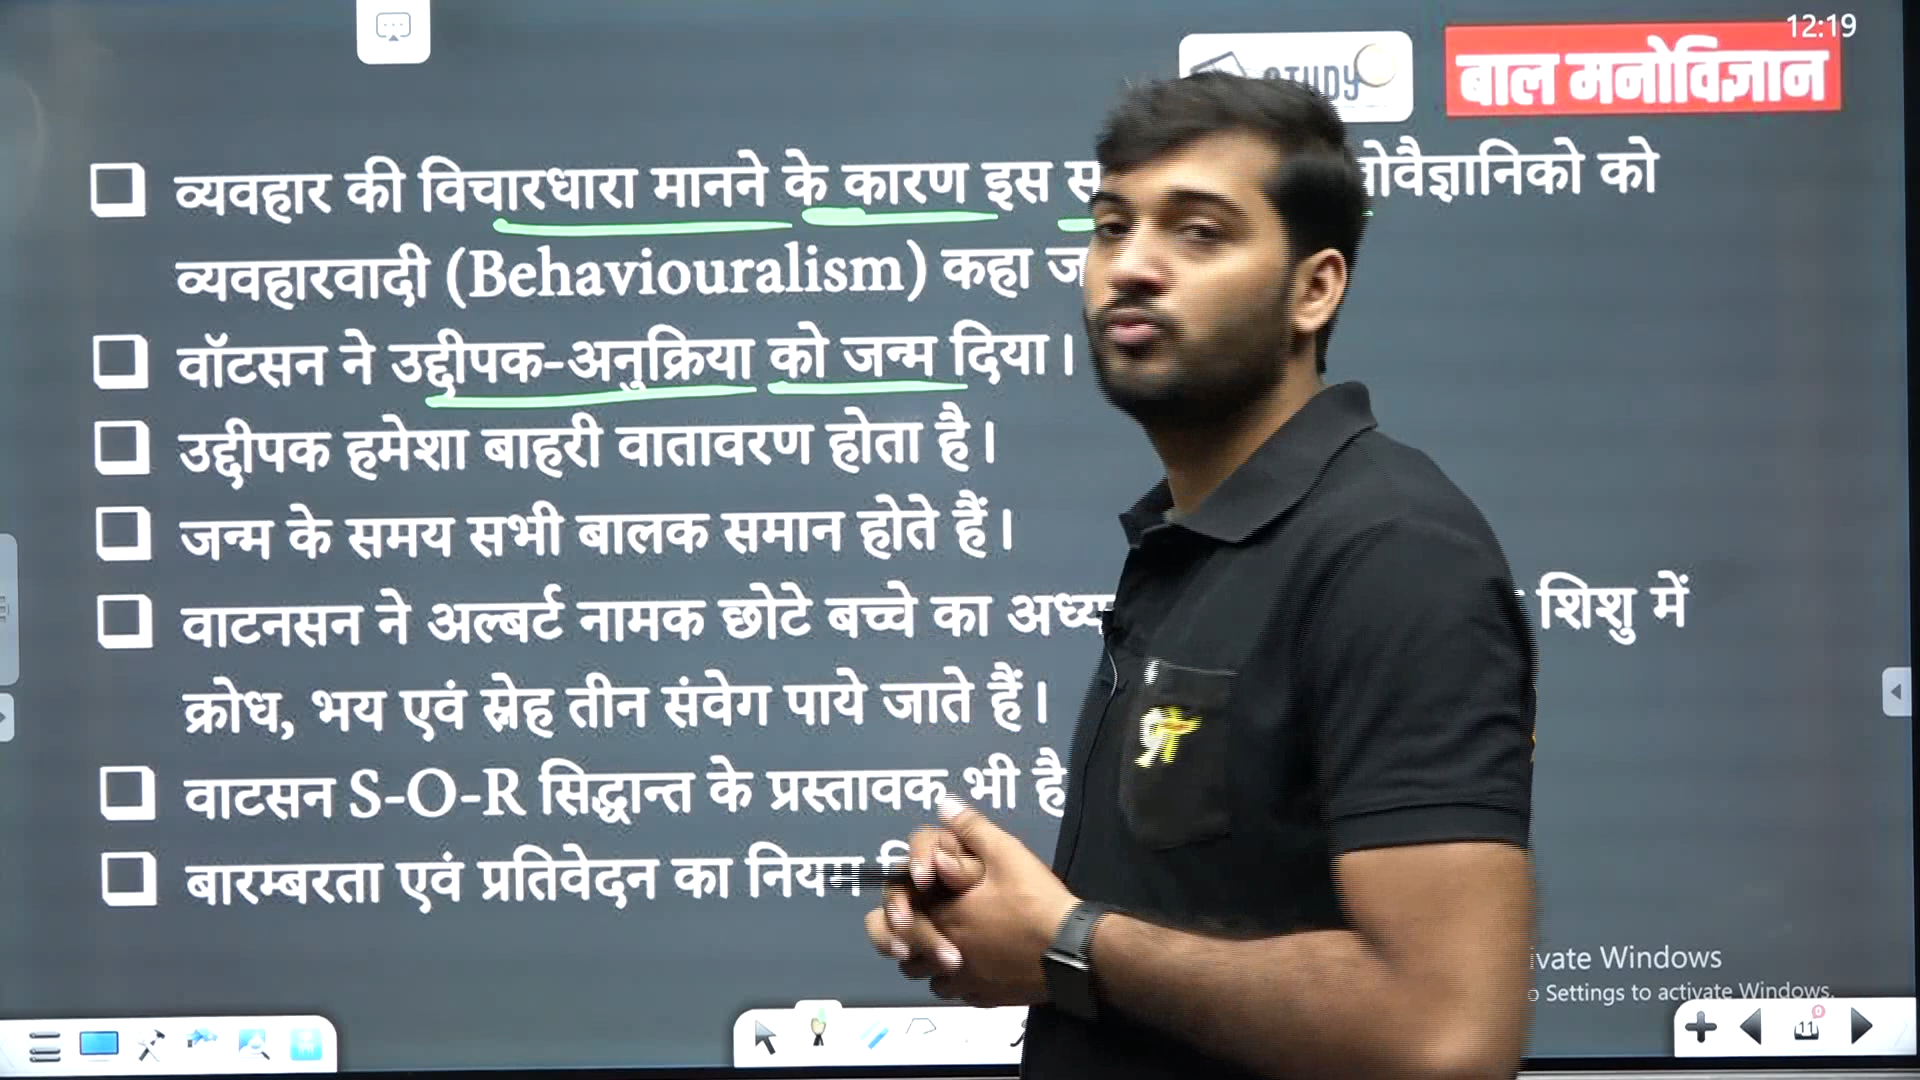 12:19
STUDY
बाल मनोविज्ञान
व्यवहार की विचारधारा मानने के कारण इस को
व्यवहारवादी (Behaviouralism) कहा
वॉटसन ने उद्दीपक-अनुक्रिया को जन्म दिया।
उद्दीपक हमेशा बाहरी वातावरण होता है।
जन्म के समय सभी बालक समान होते हैं।
वाटनसन ने अल्बर्ट नामक छोटे बच्चे का शिशु में
क्रोध, भय एवं स्नेह तीन संवेग पाये जाते हैं।
वाटसन S-O-R सिद्धान्त के प्रस्तावक भी है
बारम्बरता एवं प्रतिवेदन का नियम
Windows
Settings to activate Windows.
11